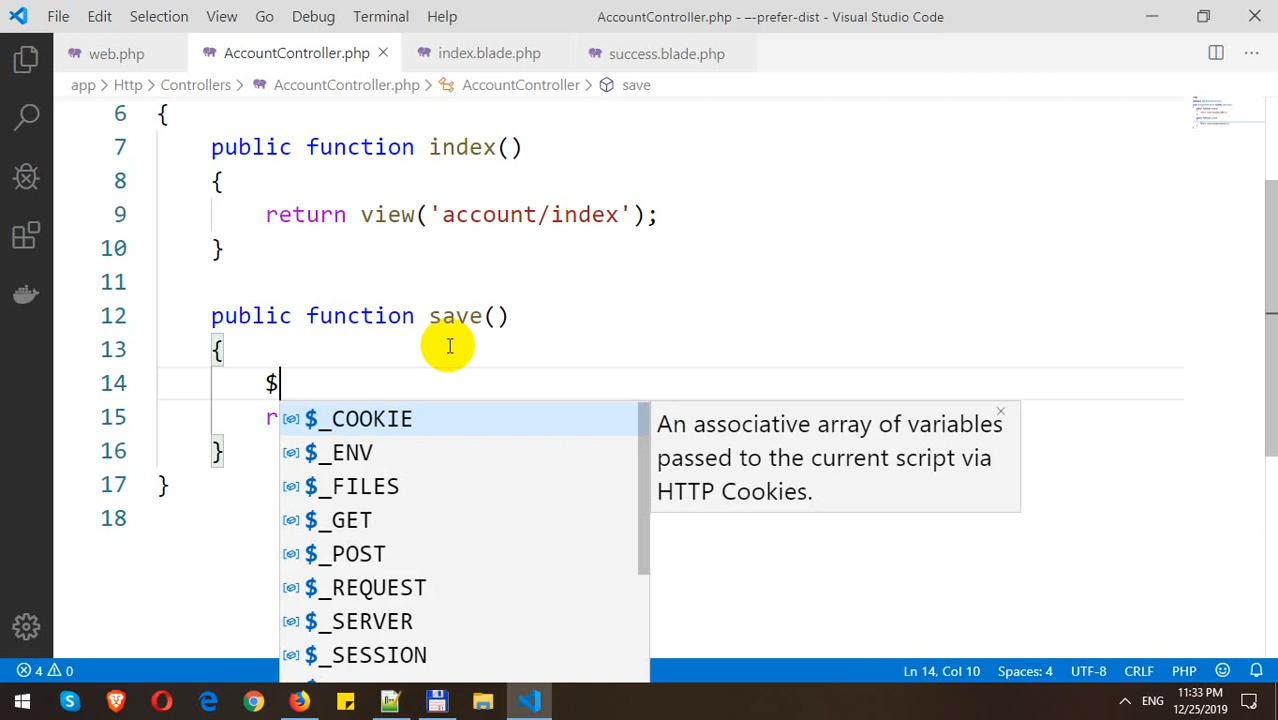 File Edit Selection View Go Debug Terminal Help AccountController.php - --prefer-dist - Visual Studio Code
web.php AccountController.php index.blade.php success.blade.php
app > Http > Controllers > AccountController.php > AccountController > save
6 {
7 public function index()
8 {
9 return view('account/index');
10 }
11
12 public function save()
13 {
14 $
15 r
16 }
17 }
18
$_COOKIE
$_ENV
$_FILES
$_GET
$_POST
$_REQUEST
$_SERVER
$_SESSION
An associative array of variables
passed to the current script via
HTTP Cookies.
4 0 Ln 14, Col 10 Spaces: 4 UTF-8 CRLF PHP
ENG 11:33 PM
12/25/2019